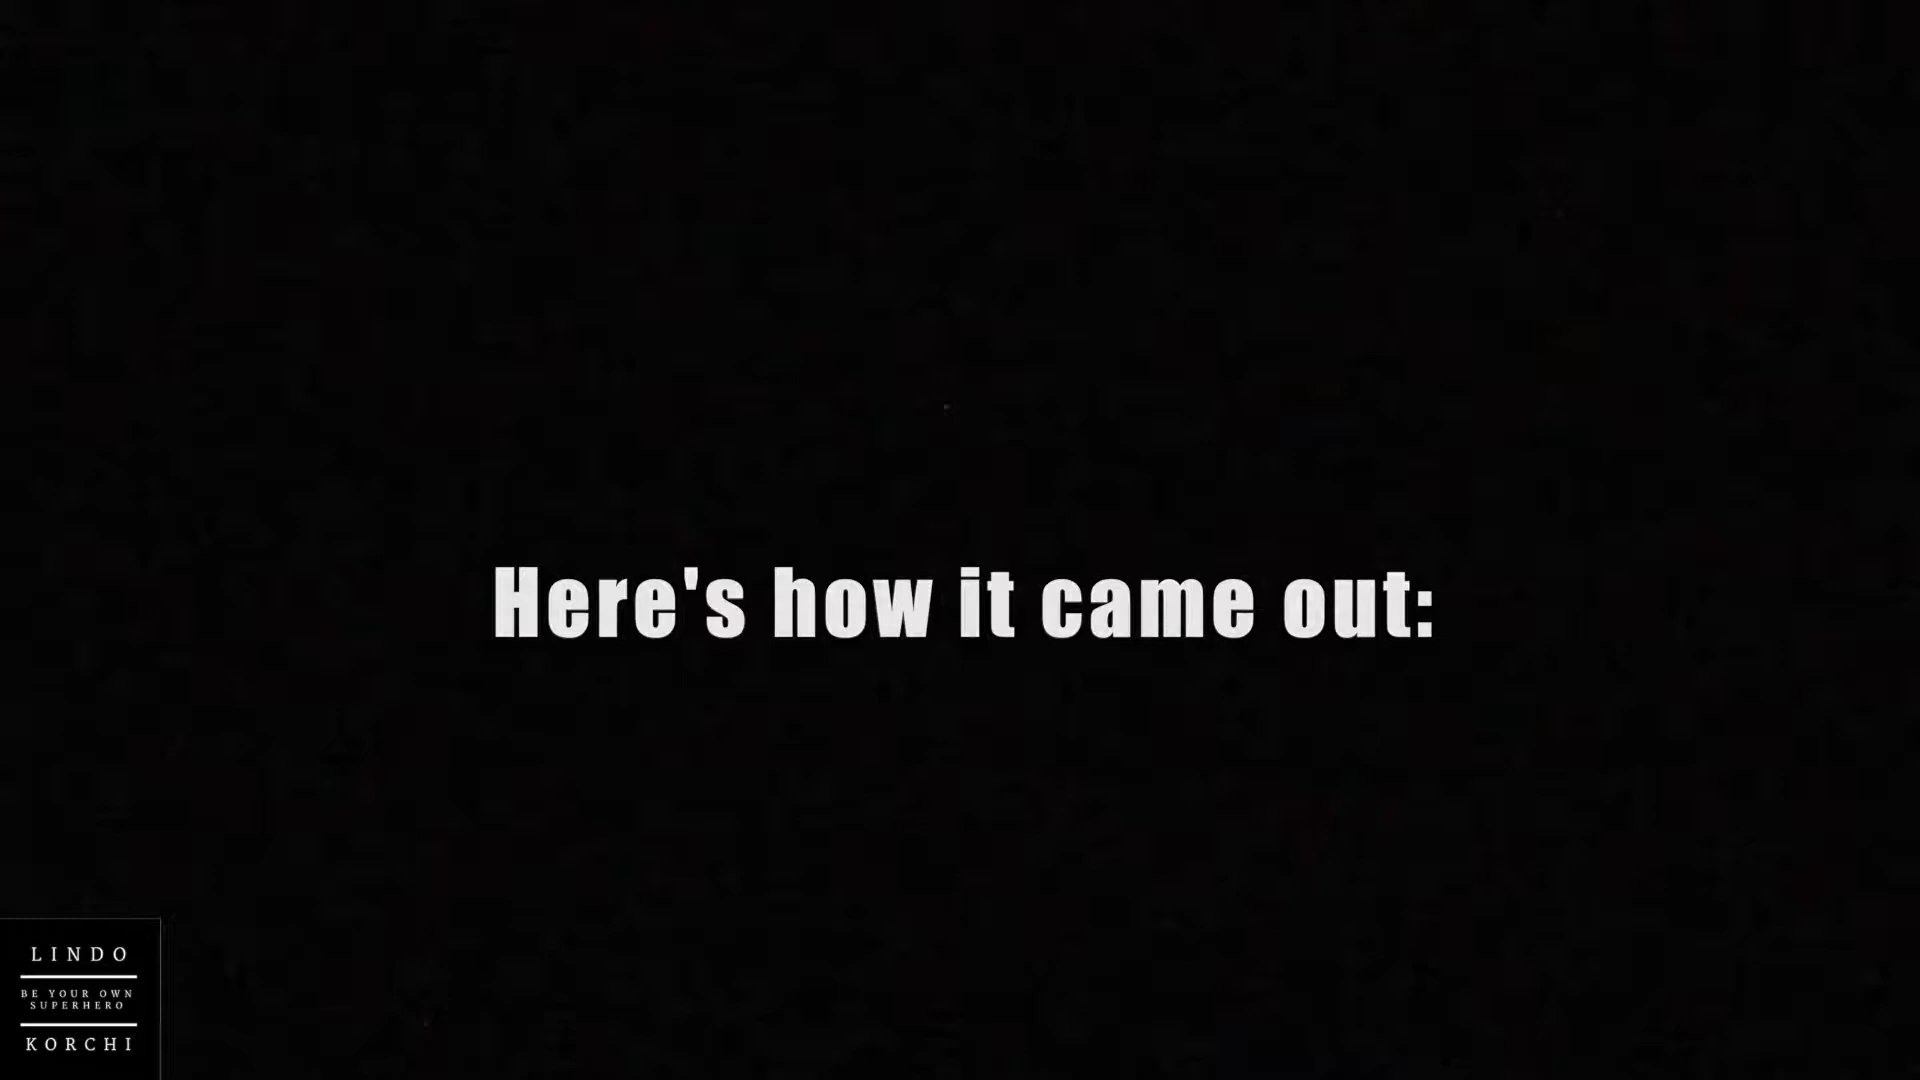 Here's how it came out:
LINDO
BE YOUR OWN
SUPERHERO
KORCHI